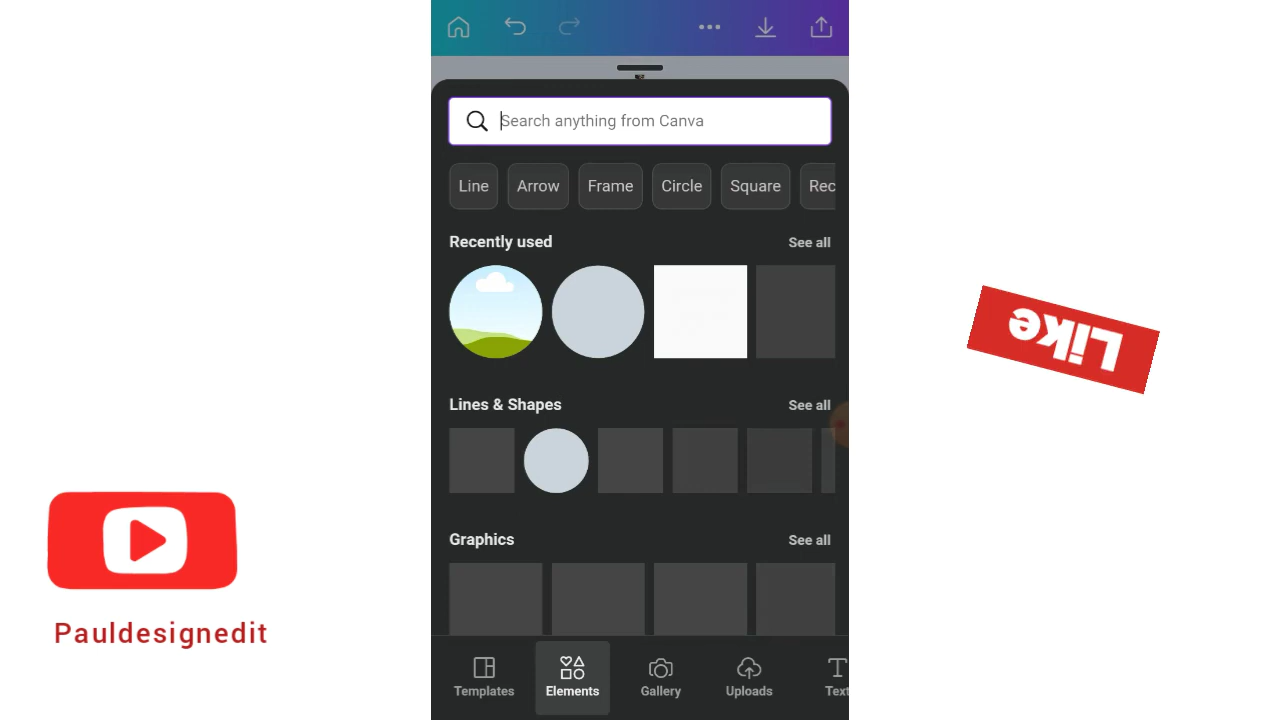 Search anything from Canva
Line Arrow Frame Circle Square Rec
Recently used See all
Lines & Shapes See all
Graphics See all
Templates Elements Gallery Uploads Text
Like
Pauldesignedit